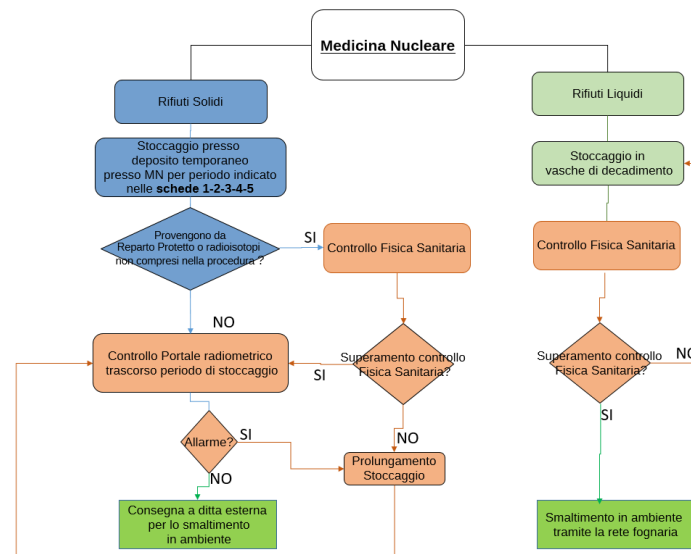 Medicina Nucleare
Rifiuti Solidi
Stoccaggio presso
deposito temporaneo
presso MN per periodo indicato
nelle schede 1-2-3-4-5
Provengono da
Reparto Protetto o radioisotopi
non compresi nella procedura ?
SI
Controllo Fisica Sanitaria
NO
Controllo Portale radiometrico
trascorso periodo di stoccaggio
SI
Superamento controllo
Fisica Sanitaria?
NO
Allarme?
SI
NO
Prolungamento
Stoccaggio
Consegna a ditta esterna
per lo smaltimento
in ambiente
Rifiuti Liquidi
Stoccaggio in
vasche di decadimento
Controllo Fisica Sanitaria
Superamento controllo
Fisica Sanitaria?
NO
SI
Smaltimento in ambiente
tramite la rete fognaria